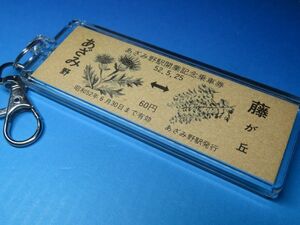 あざみ野駅開業記念乗車券
52.5.25
あざみ野
↔
藤が丘
60円
昭和52年6月30日まで有効
あざみ野駅発行